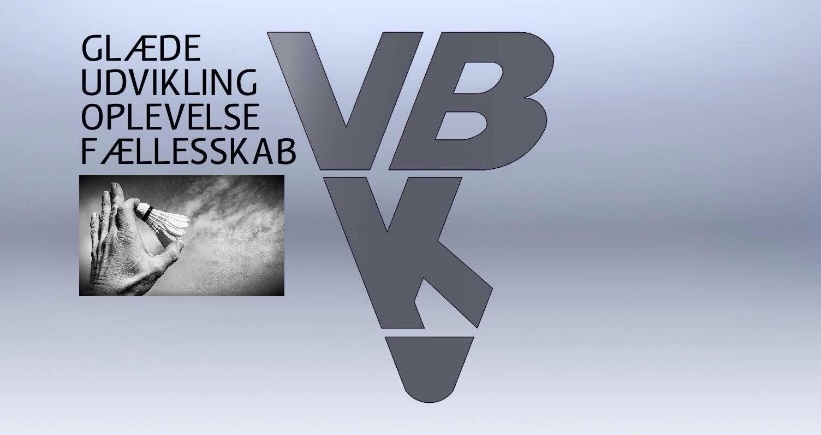 GLÆDE
UDVIKLING
OPLEVELSE
FÆLLESSKAB
VB
K